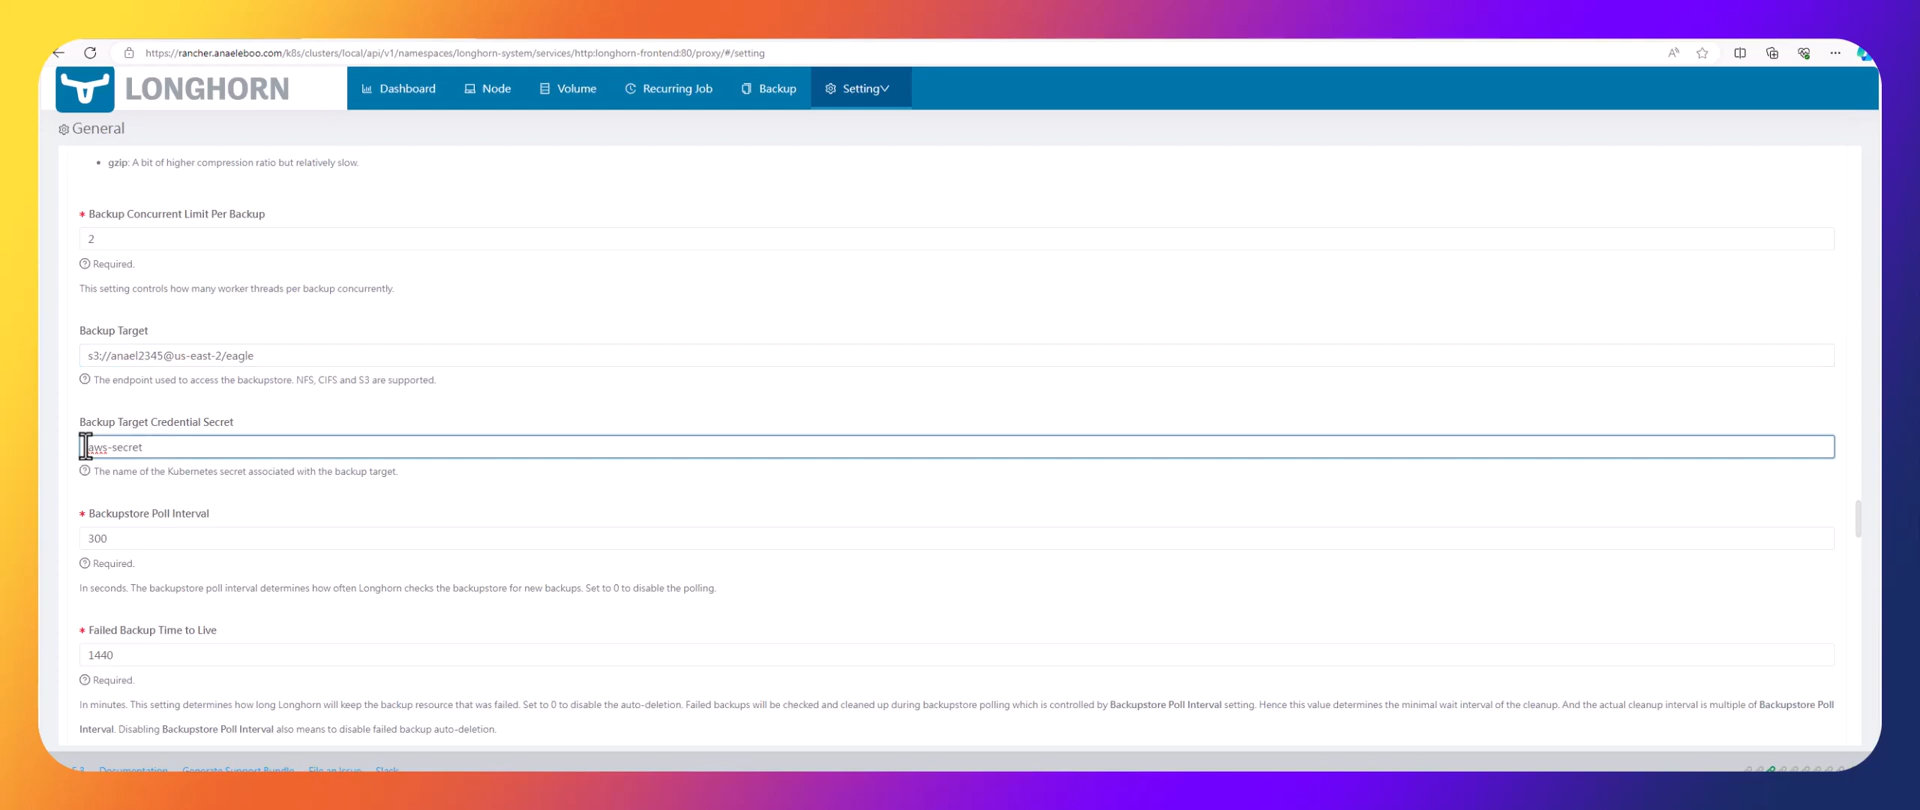 https://rancher.anaeleboo.com/k8s/clusters/local/api/v1/namespaces/longhorn-system/services/http:longhorn-frontend:80/proxy/#/setting
LONGHORN
Dashboard Node Volume Recurring Job Backup Setting
General
• gzip: A bit of higher compression ratio but relatively slow.
* Backup Concurrent Limit Per Backup
2
Required.
This setting controls how many worker threads per backup concurrently.
Backup Target
s3://anael2345@us-east-2/eagle
The endpoint used to access the backupstore. NFS, CIFS and S3 are supported.
Backup Target Credential Secret
aws-secret
The name of the Kubernetes secret associated with the backup target.
* Backupstore Poll Interval
300
Required.
In seconds. The backupstore poll interval determines how often Longhorn checks the backupstore for new backups. Set to 0 to disable the polling.
* Failed Backup Time to Live
1440
Required.
In minutes. This setting determines how long Longhorn will keep the backup resource that was failed. Set to 0 to disable the auto-deletion. Failed backups will be checked and cleaned up during backupstore polling which is controlled by Backupstore Poll Interval setting. Hence this value determines the minimal wait interval of the cleanup. And the actual cleanup interval is multiple of Backupstore Poll
Interval. Disabling Backupstore Poll Interval also means to disable failed backup auto-deletion.
Documentation Generate Support Bundle File an Issue Slack